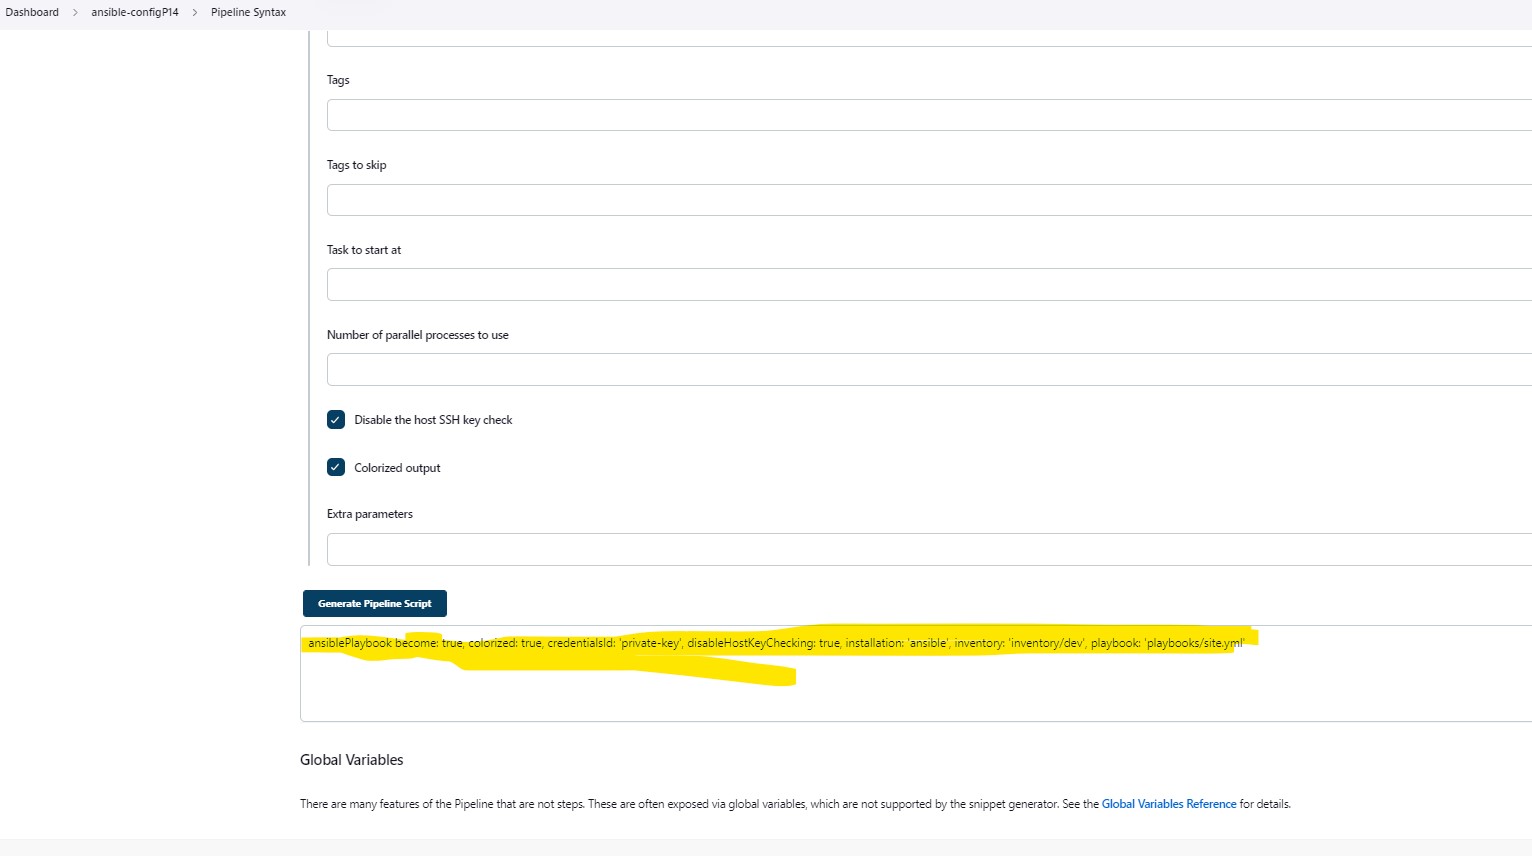 Dashboard > ansible-configP14 > Pipeline Syntax
Tags
Tags to skip
Task to start at
Number of parallel processes to use
Disable the host SSH key check
Colorized output
Extra parameters
Generate Pipeline Script
ansiblePlaybook become: true, colorized: true, credentialsId: 'private-key', disableHostKeyChecking: true, installation: 'ansible', inventory: 'inventory/dev', playbook: 'playbooks/site.yml'
Global Variables
There are many features of the Pipeline that are not steps. These are often exposed via global variables, which are not supported by the snippet generator. See the Global Variables Reference for details.